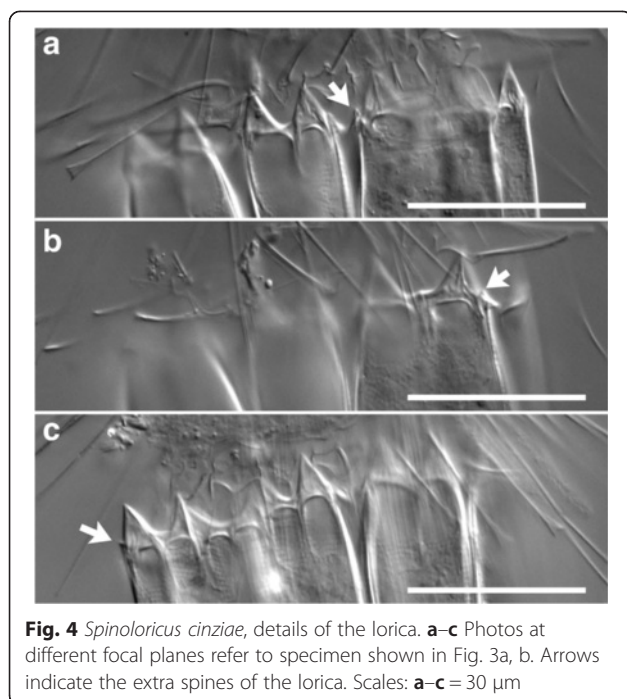 a
b
c
Fig. 4 Spinoloricus cinziae, details of the lorica. a–c Photos at
different focal planes refer to specimen shown in Fig. 3a, b. Arrows
indicate the extra spines of the lorica. Scales: a–c = 30 μm